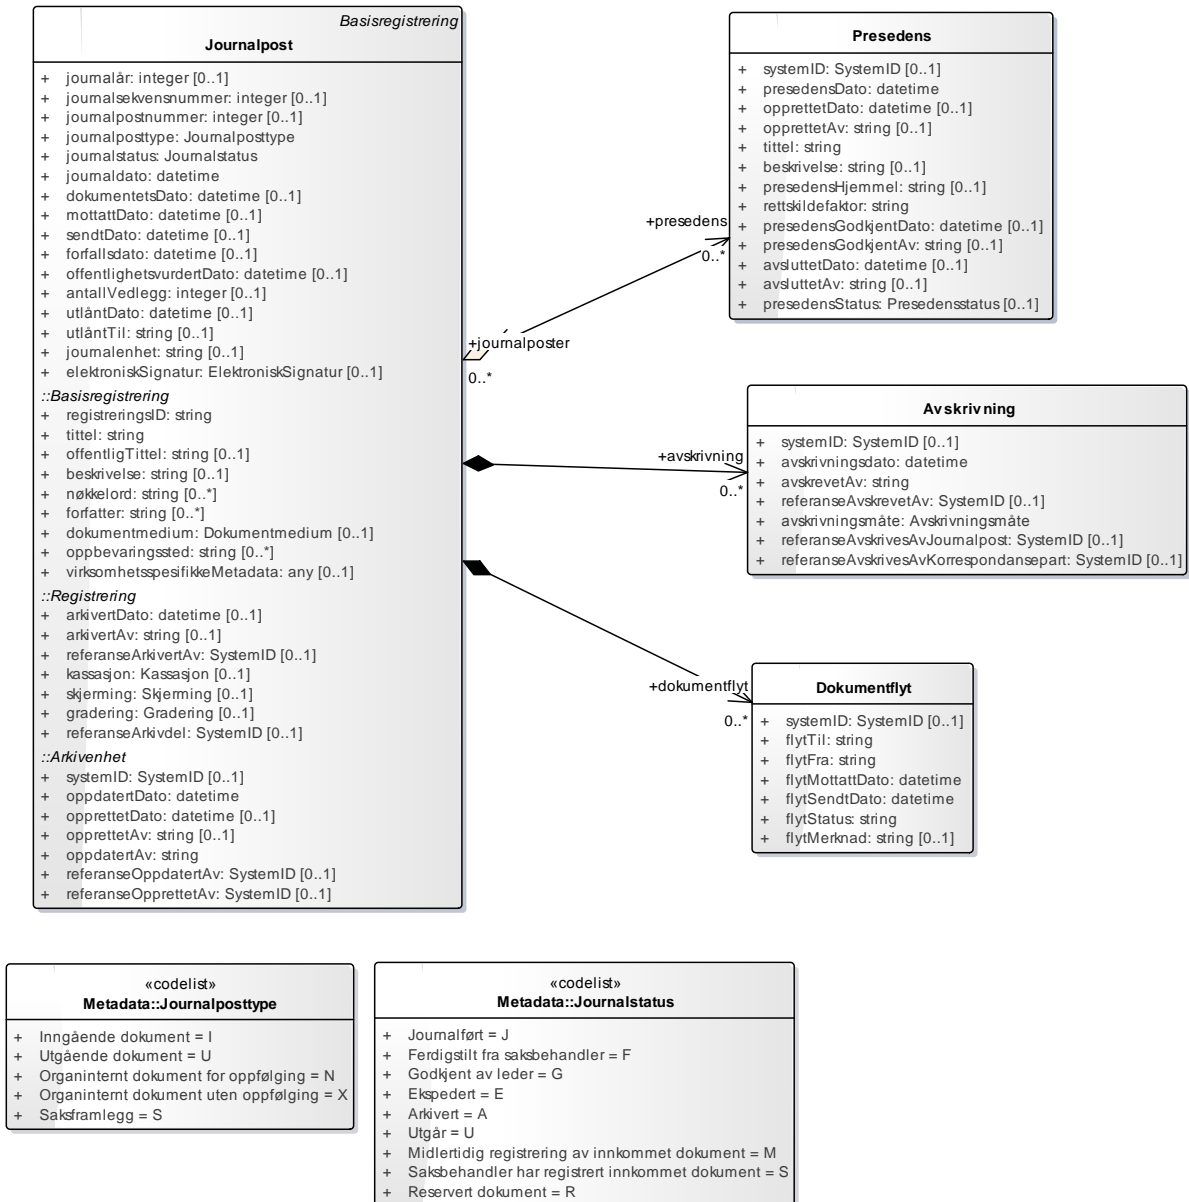 Basisregistrering
Journalpost
+ journalår: integer [0..1]
+ journalsekvensnummer: integer [0..1]
+ journalpostnummer: integer [0..1]
+ journalposttype: Journalposttype
+ journalstatus: Journalstatus
+ journaldato: datetime
+ dokumentetsDato: datetime [0..1]
+ mottattDato: datetime [0..1]
+ sendtDato: datetime [0..1]
+ forfallsdato: datetime [0..1]
+ offentlighetsvurdertDato: datetime [0..1]
+ antallVedlegg: integer [0..1]
+ utlåntDato: datetime [0..1]
+ utlåntTil: string [0..1]
+ journalenhet: string [0..1]
+ elektroniskSignatur: ElektroniskSignatur [0..1]
::Basisregistrering
+ registreringsID: string
+ tittel: string
+ offentligTittel: string [0..1]
+ beskrivelse: string [0..1]
+ nøkkelord: string [0..*]
+ forfatter: string [0..*]
+ dokumentmedium: Dokumentmedium [0..1]
+ oppbevaringssted: string [0..*]
+ virksomhetsspesifikkeMetadata: any [0..1]
::Registrering
+ arkivertDato: datetime [0..1]
+ arkivertAv: string [0..1]
+ referanseArkivertAv: SystemID [0..1]
+ kassasjon: Kassasjon [0..1]
+ skjerming: Skjerming [0..1]
+ gradering: Gradering [0..1]
+ referanseArkivdel: SystemID [0..1]
::Arkivenhet
+ systemID: SystemID [0..1]
+ oppdatertDato: datetime
+ opprettetDato: datetime [0..1]
+ opprettetAv: string [0..1]
+ oppdatertAv: string
+ referanseOppdatertAv: SystemID [0..1]
+ referanseOpprettetAv: SystemID [0..1]
+journalposter
0..*
+presedens
0..*
Presedens
+ systemID: SystemID [0..1]
+ presedensDato: datetime
+ opprettetDato: datetime [0..1]
+ opprettetAv: string [0..1]
+ tittel: string
+ beskrivelse: string [0..1]
+ presedensHjemmel: string [0..1]
+ rettskildefaktor: string
+ presedensGodkjentDato: datetime [0..1]
+ presedensGodkjentAv: string [0..1]
+ avsluttetDato: datetime [0..1]
+ avsluttetAv: string [0..1]
+ presedensStatus: Presedensstatus [0..1]
+avskrivning
0..*
Avskrivning
+ systemID: SystemID [0..1]
+ avskrivningsdato: datetime
+ avskrevetAv: string
+ referanseAvskrevetAv: SystemID [0..1]
+ avskrivningsmåte: Avskrivningsmåte
+ referanseAvskrivesAvJournalpost: SystemID [0..1]
+ referanseAvskrivesAvKorrespondansepart: SystemID [0..1]
+dokumentflyt
0..*
Dokumentflyt
+ systemID: SystemID [0..1]
+ flytTil: string
+ flytFra: string
+ flytMottattDato: datetime
+ flytSendtDato: datetime
+ flytStatus: string
+ flytMerknad: string [0..1]
«codelist»
Metadata::Journalposttype
+ Inngående dokument = I
+ Utgående dokument = U
+ Organinternt dokument for oppfølging = N
+ Organinternt dokument uten oppfølging = X
+ Saksframlegg = S
«codelist»
Metadata::Journalstatus
+ Journalført = J
+ Ferdigstilt fra saksbehandler = F
+ Godkjent av leder = G
+ Ekspedert = E
+ Arkivert = A
+ Utgår = U
+ Midlertidig registrering av innkommet dokument = M
+ Saksbehandler har registrert innkommet dokument = S
+ Reservert dokument = R